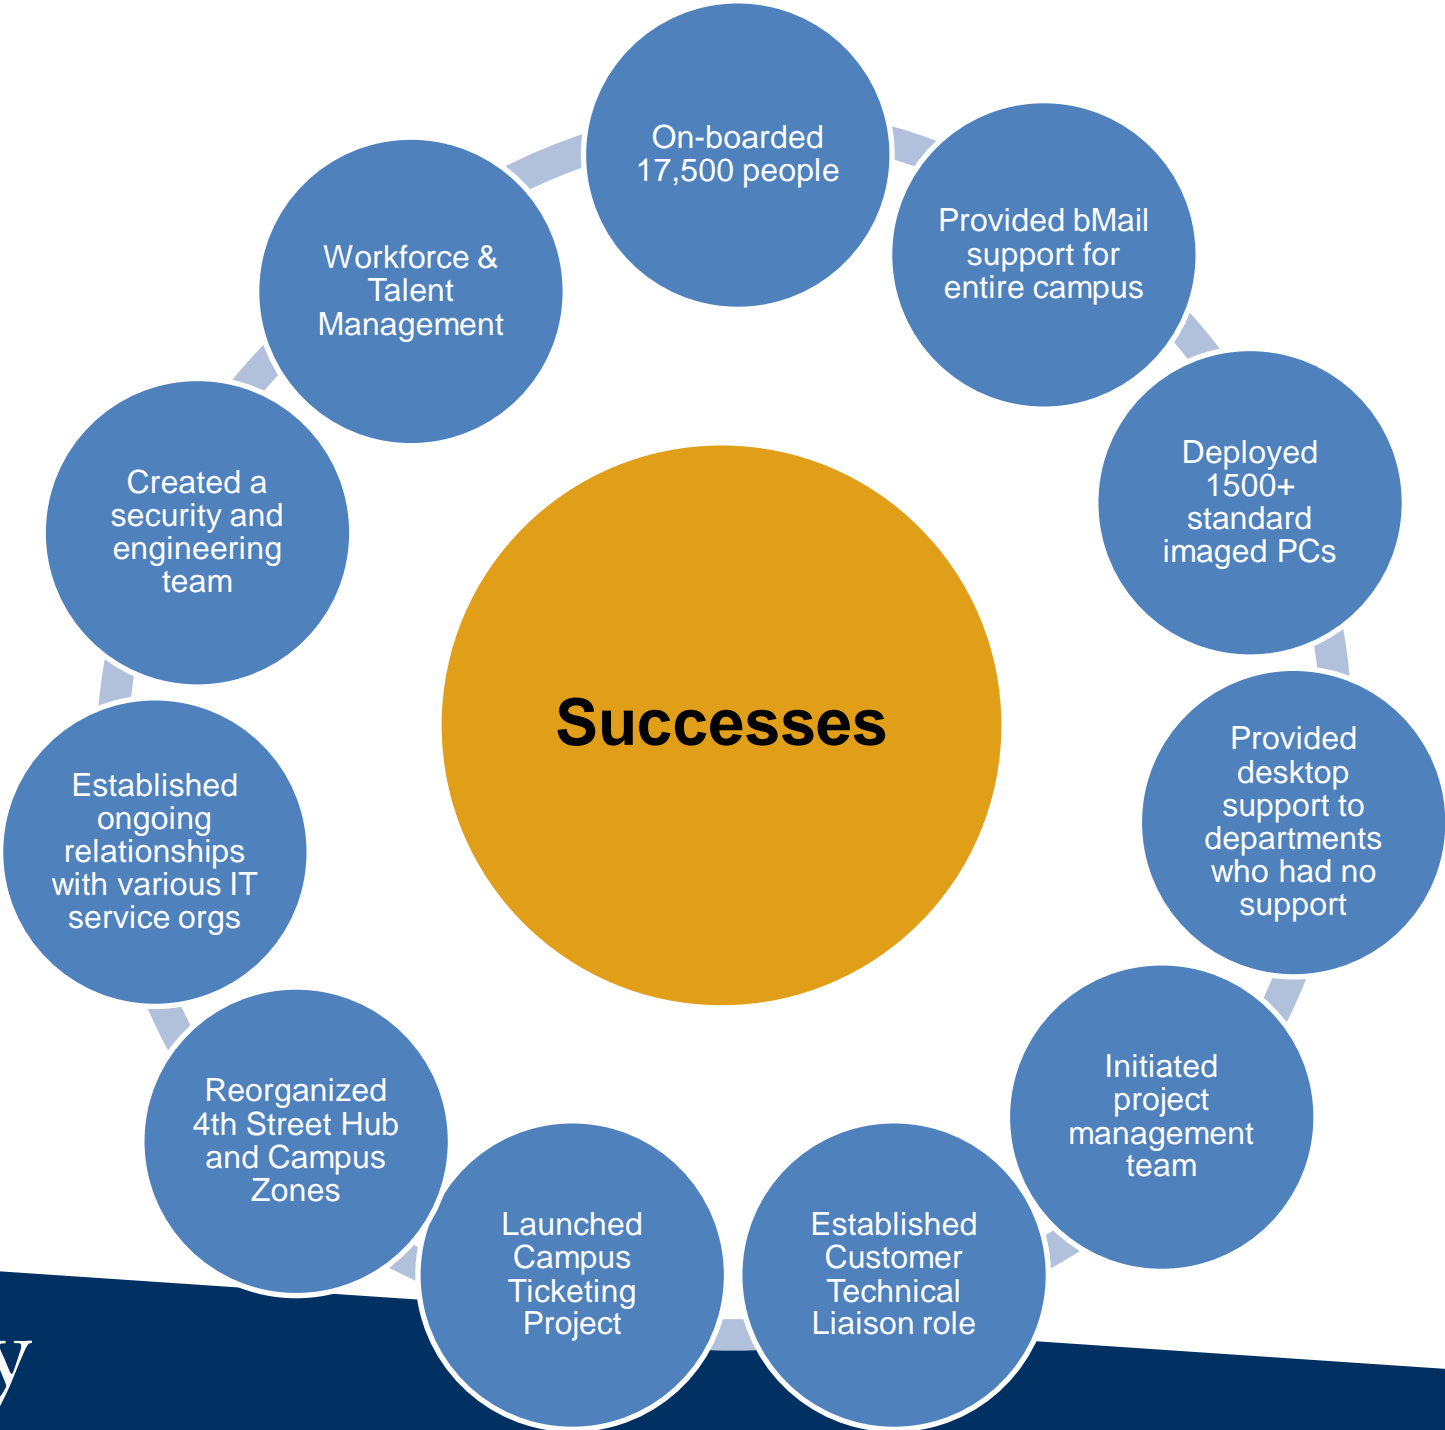 On-boarded
17,500 people
Provided bMail
support for
entire campus
Deployed
1500+
standard
imaged PCs
Provided
desktop
support to
departments
who had no
support
Initiated
project
management
team
Established
Customer
Technical
Liaison role
Launched
Campus
Ticketing
Project
Reorganized
4th Street Hub
and Campus
Zones
Established
ongoing
relationships
with various IT
service orgs
Created a
security and
engineering
team
Workforce &
Talent
Management
Successes
y